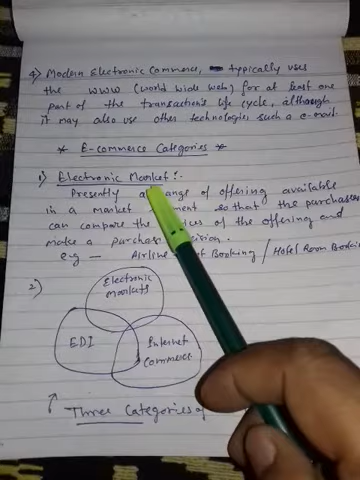 4) Modern Electronic Commerce, typically uses
the WWW (world wide web) for at least one
part of the transaction's life cycle, although
it may also use other technologies such a e-mail.
* E-commerce Categories *
1) Electronic Market :-
Presently a range of offering available
in a market so that the purchases
can compare the of the offering and
make a purchase
e.g - Airline Booking / Hotel Room Booking
2)
Electronic
Markets
EDI
Internet
Commerce
Three Categories of